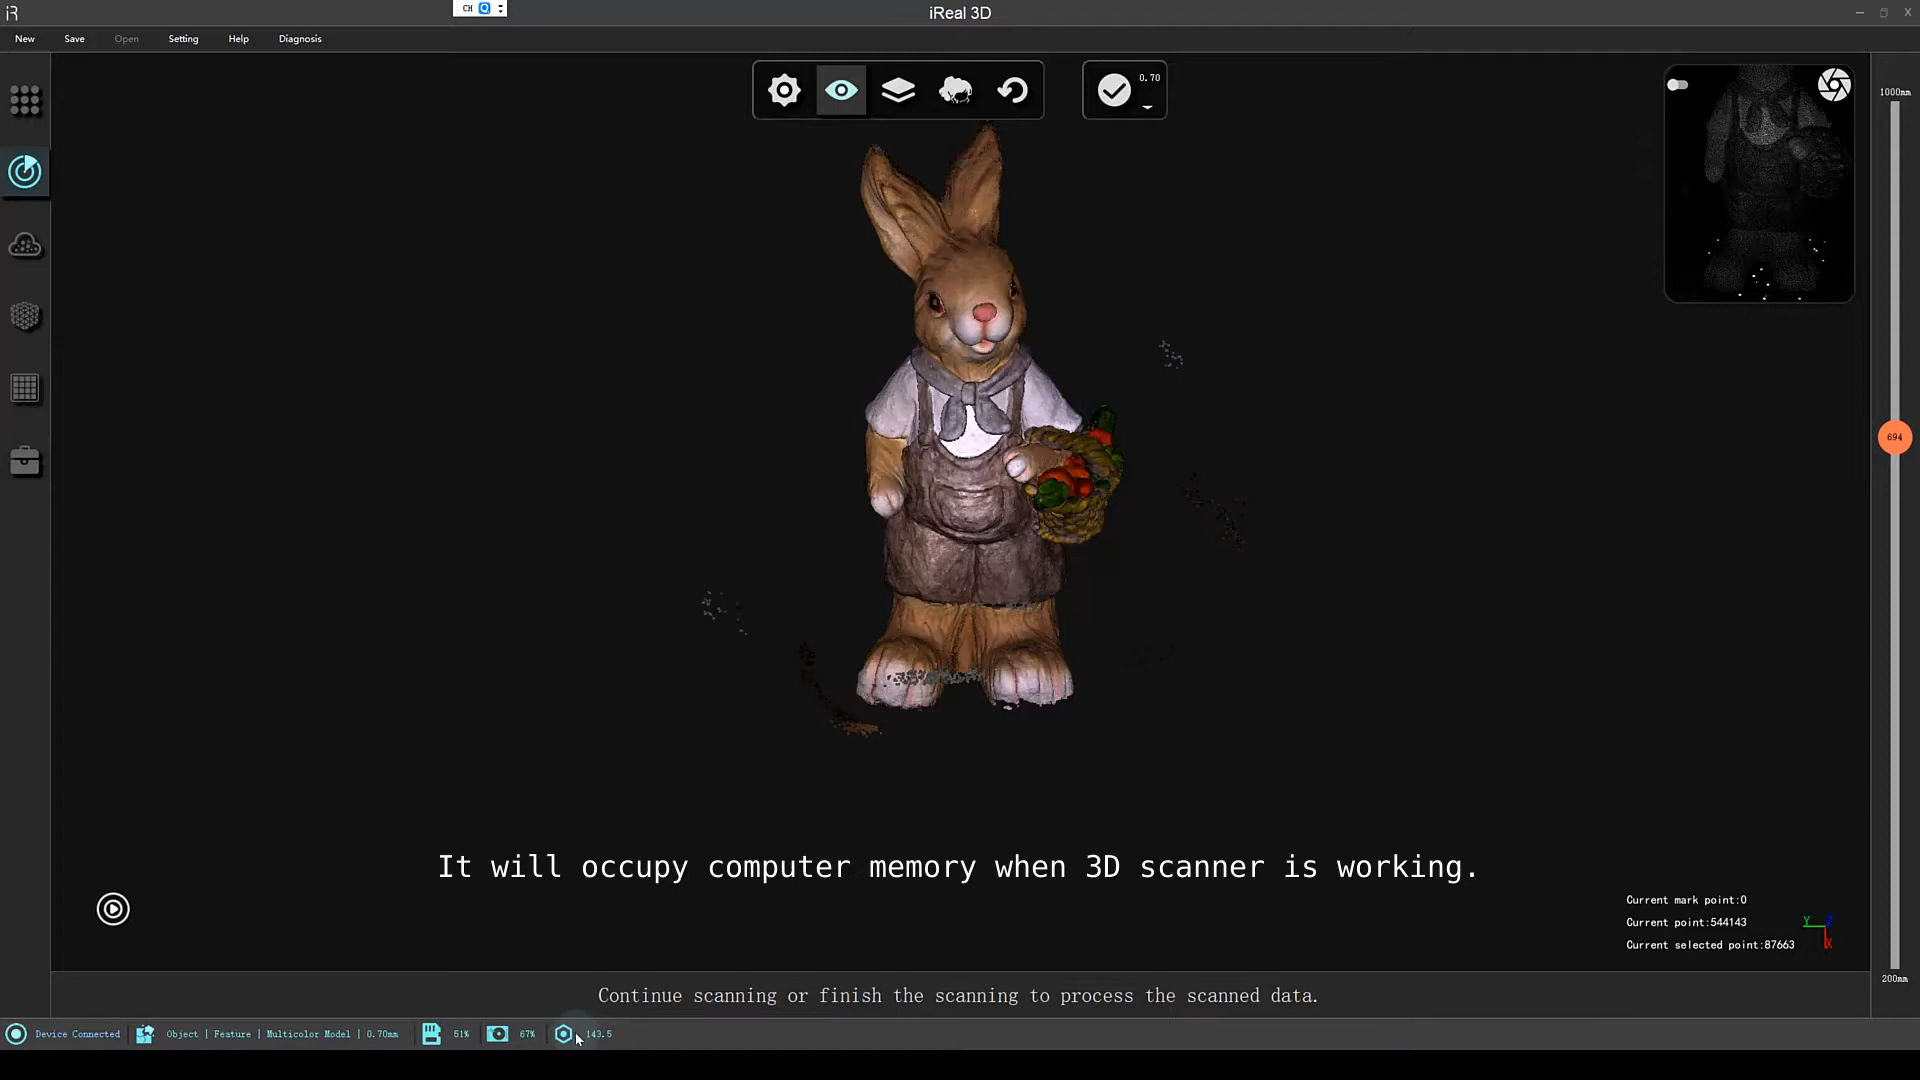 iR
CH
iReal 3D
New Save Open Setting Help Diagnosis
0.70
1000mm
694
It will occupy computer memory when 3D scanner is working.
Current mark point:0
Current point:544143
Current selected point:87663
Y Z
X
200mm
Continue scanning or finish the scanning to process the scanned data.
Device Connected Object | Feature | Multicolor Model | 0.70mm 51% 67% 143.5